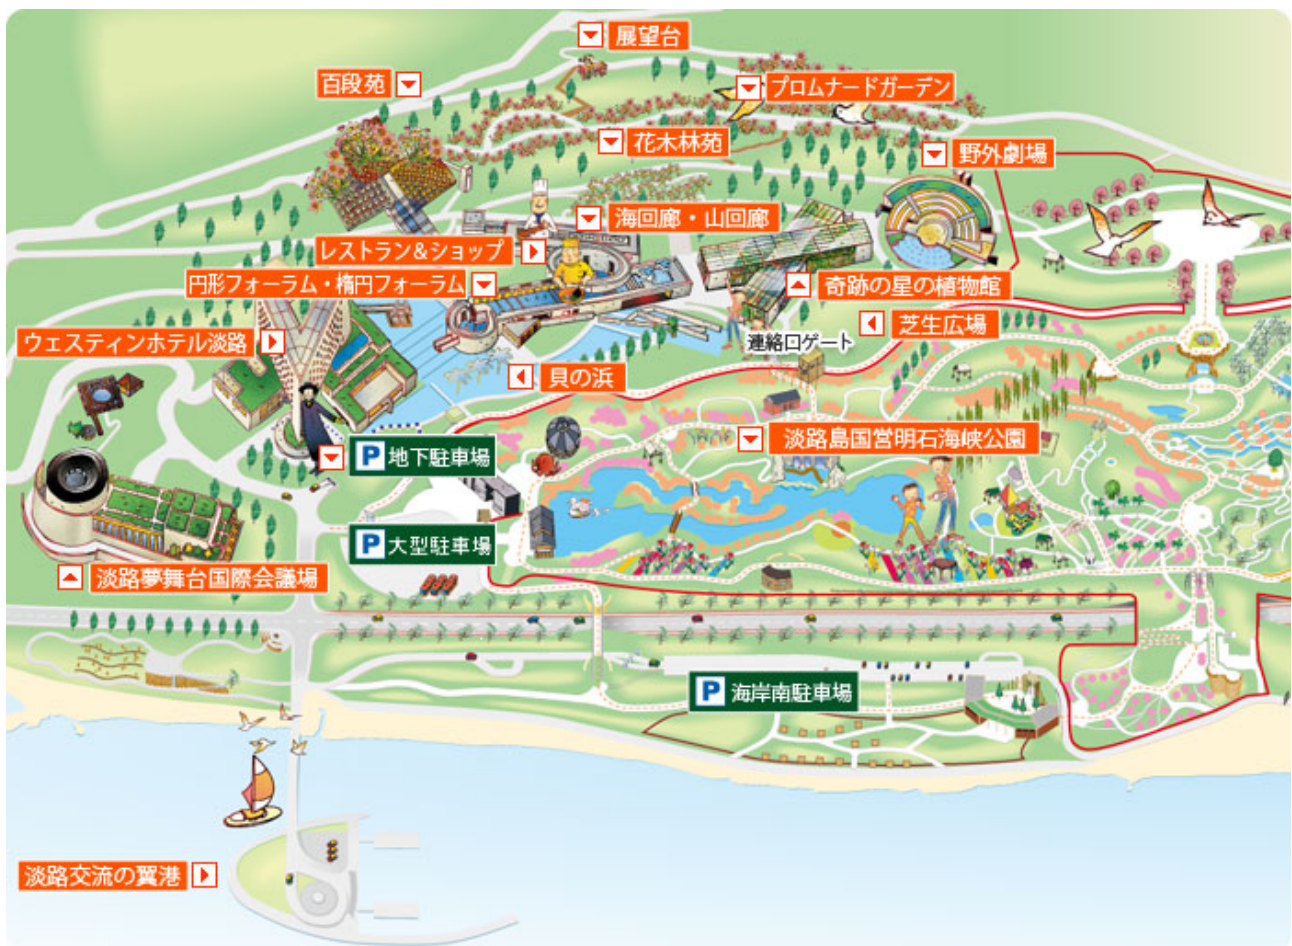 展望台
百段苑
プロムナードガーデン
花木林苑
野外劇場
海回廊・山回廊
レストラン&ショップ
円形フォーラム・楕円フォーラム
奇跡の星の植物館
芝生広場
ウェスティンホテル淡路
連絡口ゲート
貝の浜
淡路島国営明石海峡公園
P 地下駐車場
P 大型駐車場
淡路夢舞台国際会議場
P 海岸南駐車場
淡路交流の翼港